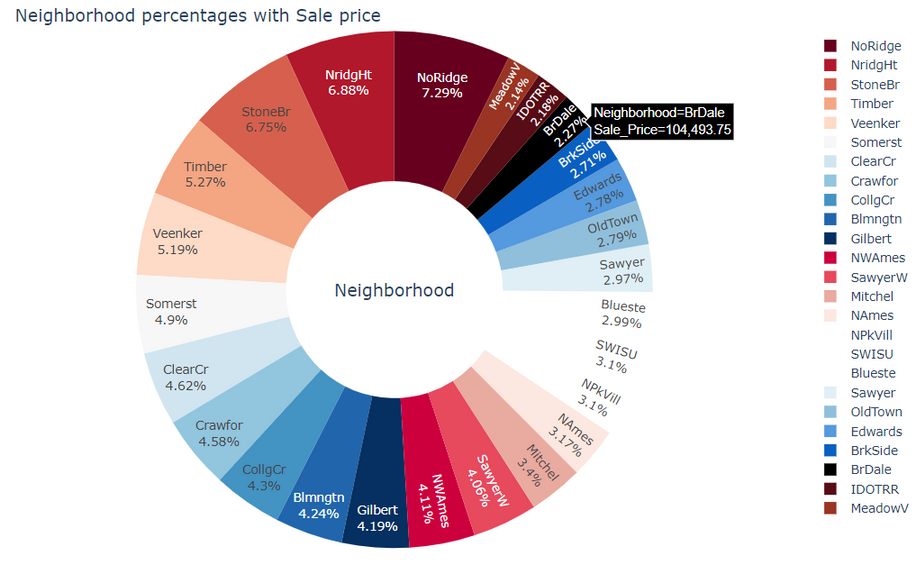 Neighborhood percentages with Sale price
NoRidge
7.29%
MeadowV
2.14%
IDOTRR
2.18%
BrDale
2.27%
Neighborhood=BrDale
Sale_Price=104,493.75
BrkSide
2.71%
Edwards
2.78%
OldTown
2.79%
Sawyer
2.97%
Blueste
2.99%
SWISU
3.1%
NPkVill
3.1%
NAmes
3.17%
Mitchel
3.4%
SawyerW
4.06%
NWAmes
4.11%
Gilbert
4.19%
Blmngtn
4.24%
CollgCr
4.3%
Crawfor
4.58%
ClearCr
4.62%
Somerst
4.9%
Veenker
5.19%
Timber
5.27%
StoneBr
6.75%
NridgHt
6.88%
Neighborhood
NoRidge
NridgHt
StoneBr
Timber
Veenker
Somerst
ClearCr
Crawfor
CollgCr
Blmngtn
Gilbert
NWAmes
SawyerW
Mitchel
NAmes
NPkVill
SWISU
Blueste
Sawyer
OldTown
Edwards
BrkSide
BrDale
IDOTRR
MeadowV